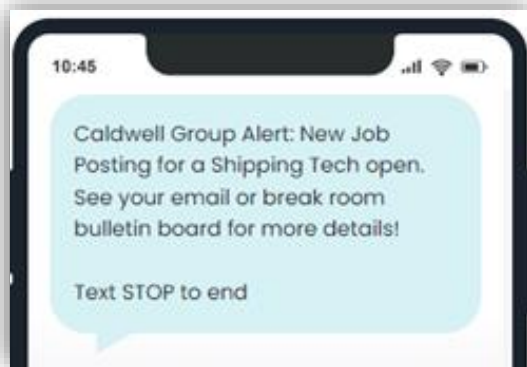 10:45
Caldwell Group Alert: New Job
Posting for a Shipping Tech open.
See your email or break room
bulletin board for more details!
Text STOP to end